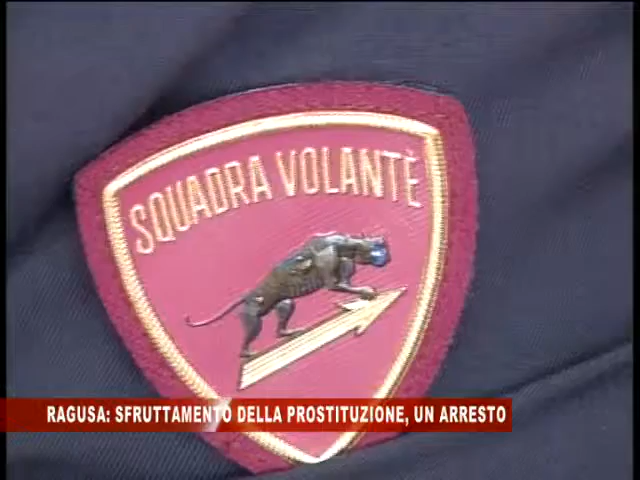 SQUADRA VOLANTE
RAGUSA: SFRUTTAMENTO DELLA PROSTITUZIONE, UN ARRESTO